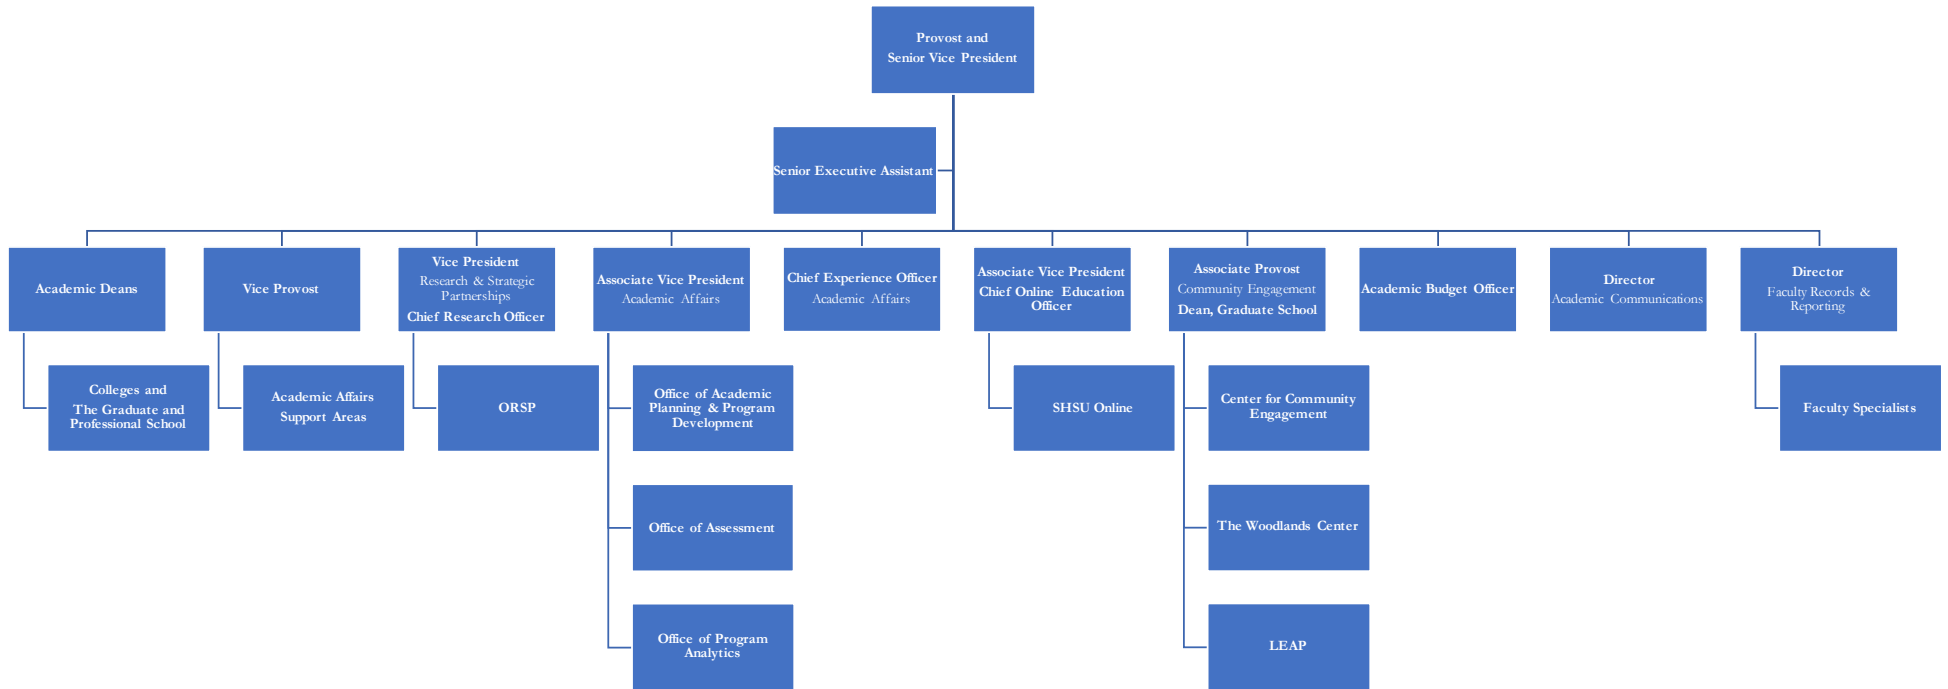 Provost and
Senior Vice President
Senior Executive Assistant
Academic Deans
Vice Provost
Vice President
Research & Strategic
Partnerships
Chief Research Officer
Associate Vice President
Academic Affairs
Chief Experience Officer
Academic Affairs
Associate Vice President
Chief Online Education
Officer
Associate Provost
Community Engagement
Dean, Graduate School
Academic Budget Officer
Director
Academic Communications
Director
Faculty Records &
Reporting
Colleges and
The Graduate and
Professional School
Academic Affairs
Support Areas
ORSP
Office of Academic
Planning & Program
Development
SHSU Online
Center for Community
Engagement
Faculty Specialists
Office of Assessment
The Woodlands Center
Office of Program
Analytics
LEAP